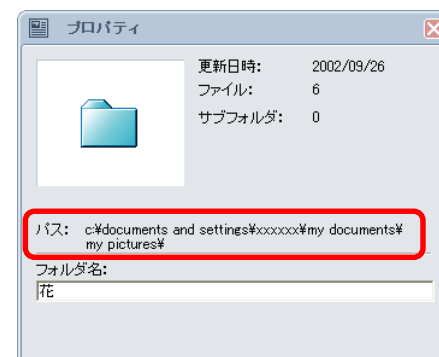 プロパティ
更新日時: 2002/09/26
ファイル: 6
サブフォルダ: 0
パス: c:¥documents and settings¥xxxxxx¥my documents¥
my pictures¥
フォルダ名:
花